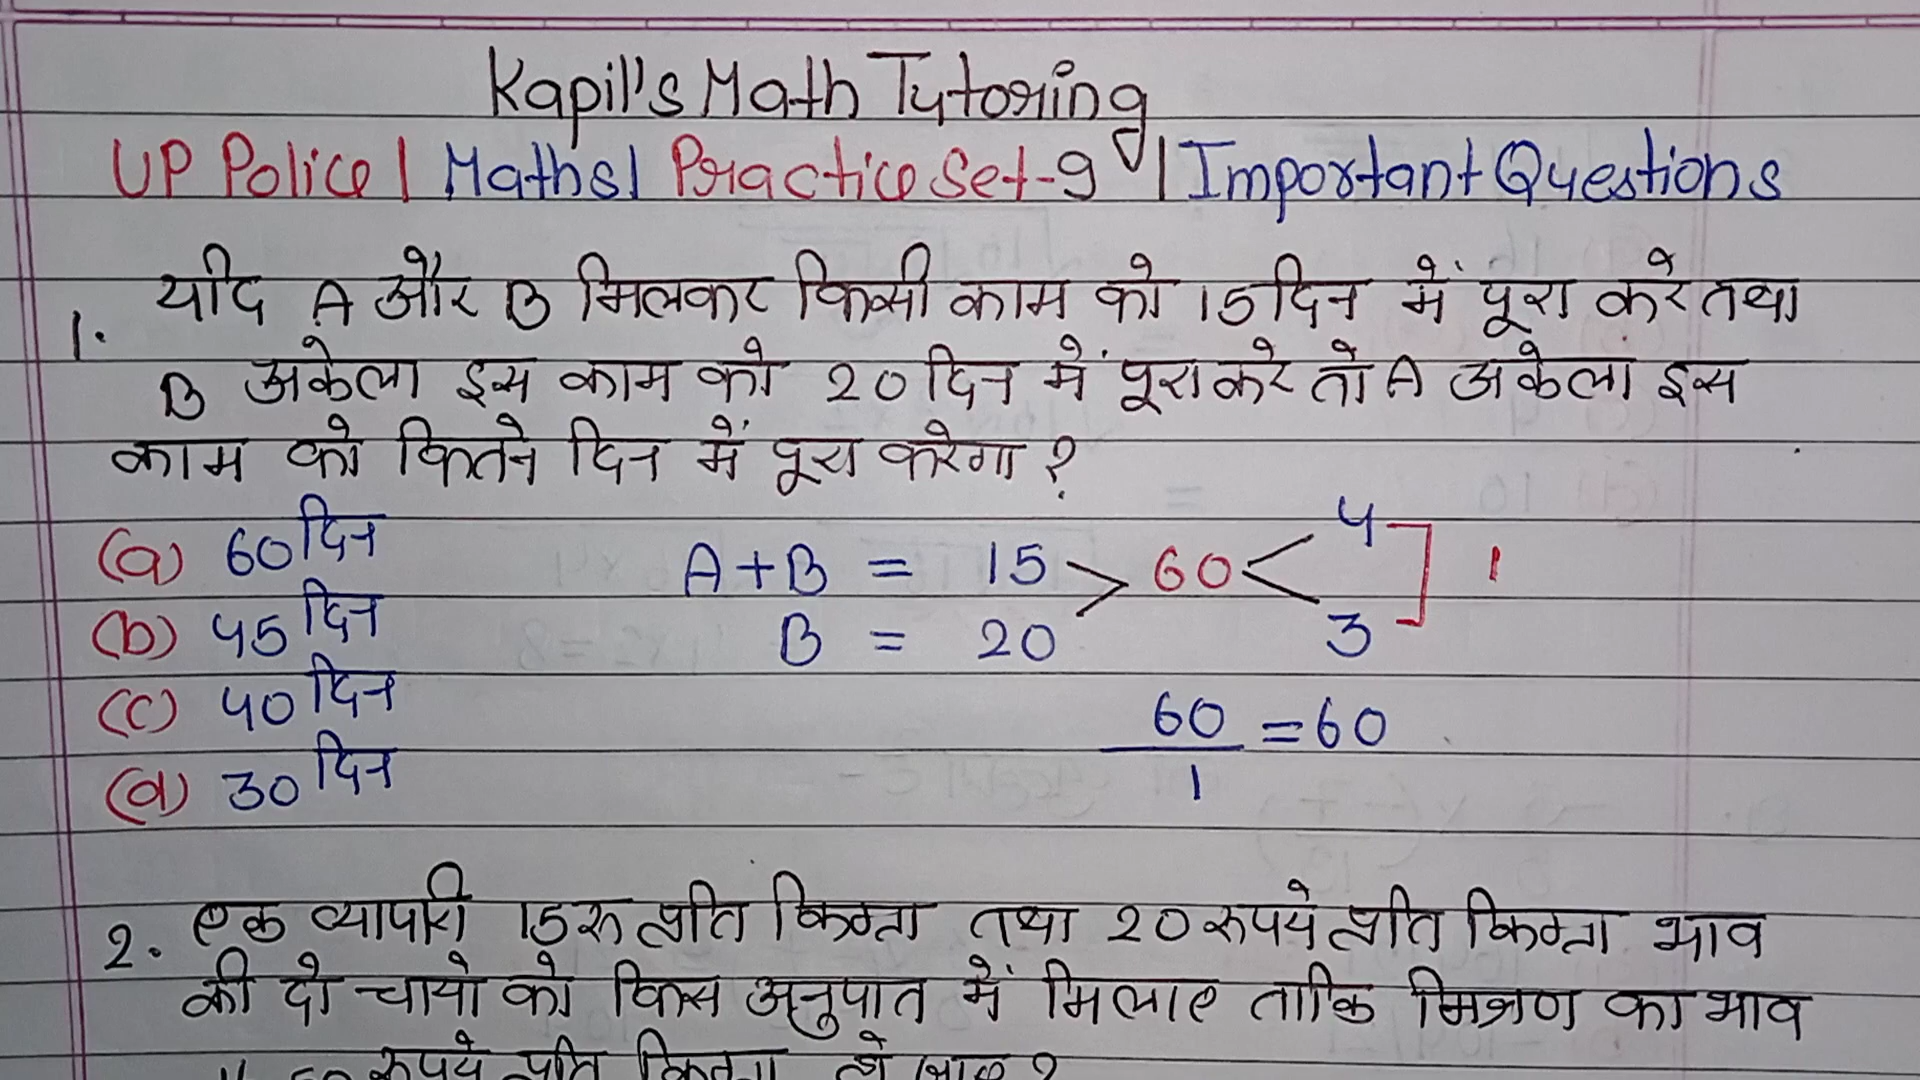 Kapil's Math Tutoring
UP Police | Maths | Practice Set-9 | Important Questions
1. यदि A और B मिलकर किसी काम को 15 दिन में पूरा करे तथा
B अकेला इस काम को 20 दिन में पूरा करे तो A अकेला इस
काम को कितने दिन में पूरा करेगा ?
(a) 60 दिन
(b) 45 दिन
(c) 40 दिन
(d) 30 दिन
A+B = 15 > 60 < 4 ] 1
B = 20 3
60/1 = 60
2. एक व्यापारी 15 रु प्रति किग्रा तथा 20 रुपये प्रति किग्रा भाव
की दो चायो को किस अनुपात में मिलाए ताकि मिश्रण का भाव
रुपये प्रति किग्रा हो जाए ?